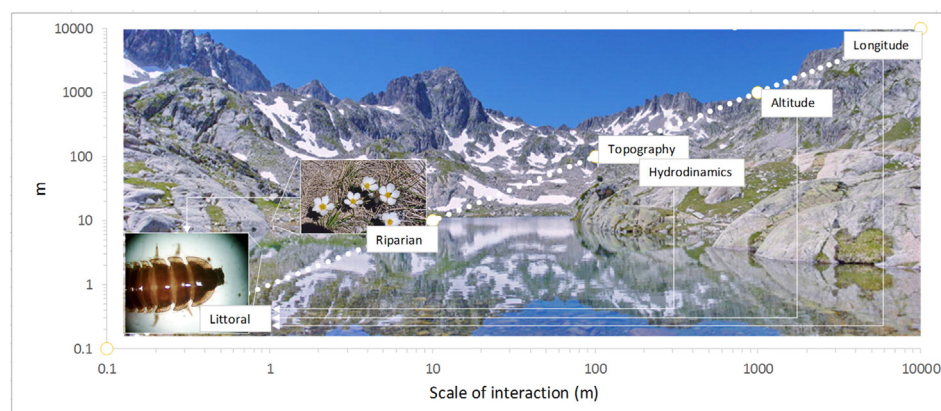 10000
Longitude
1000
Altitude
100
Topography
Hydrodinamics
m
10
Riparian
1
Littoral
0.1
0.1
1
10
100
1000
10000
Scale of interaction (m)